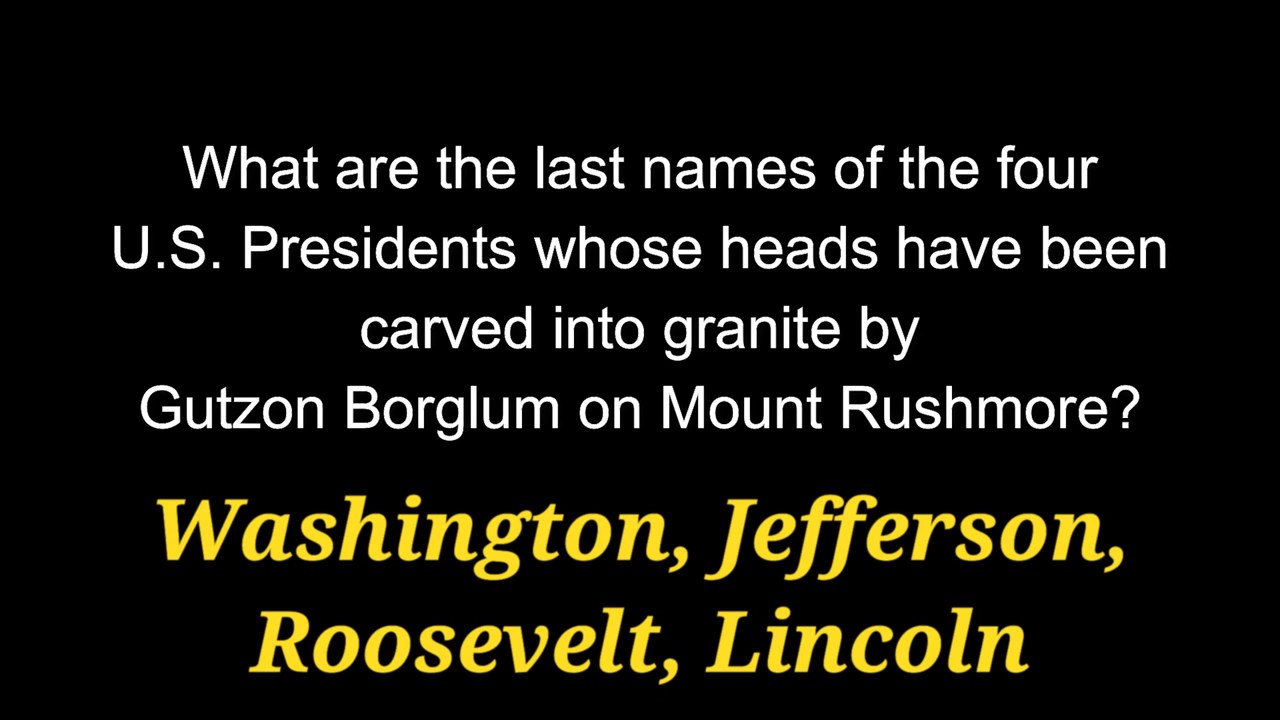 What are the last names of the four
U.S. Presidents whose heads have been
carved into granite by
Gutzon Borglum on Mount Rushmore?
Washington, Jefferson,
Roosevelt, Lincoln